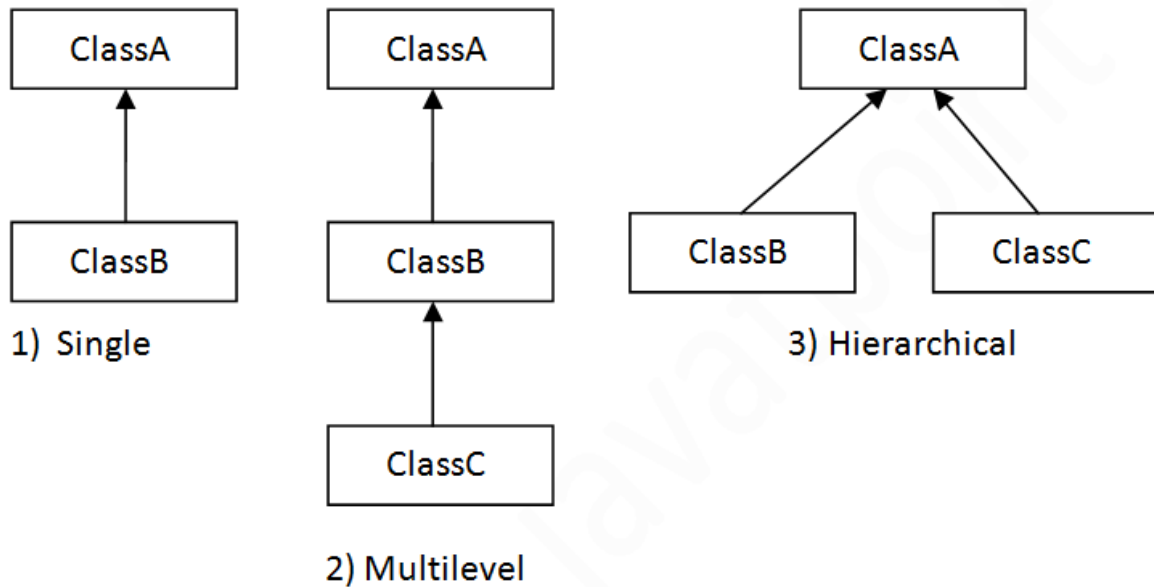 ClassA
ClassB
1) Single
ClassA
ClassB
ClassC
2) Multilevel
ClassA
ClassB
ClassC
3) Hierarchical